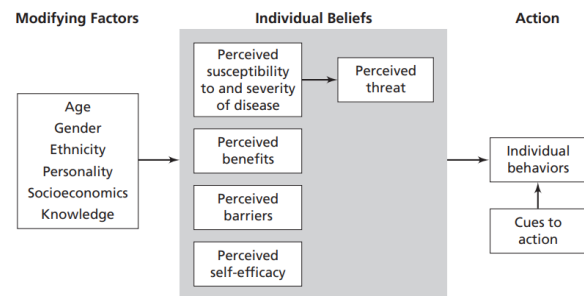 Modifying Factors
Individual Beliefs
Action
Age
Gender
Ethnicity
Personality
Socioeconomics
Knowledge
Perceived
susceptibility
to and severity
of disease
Perceived
threat
Perceived
benefits
Perceived
barriers
Perceived
self-efficacy
Individual
behaviors
Cues to
action